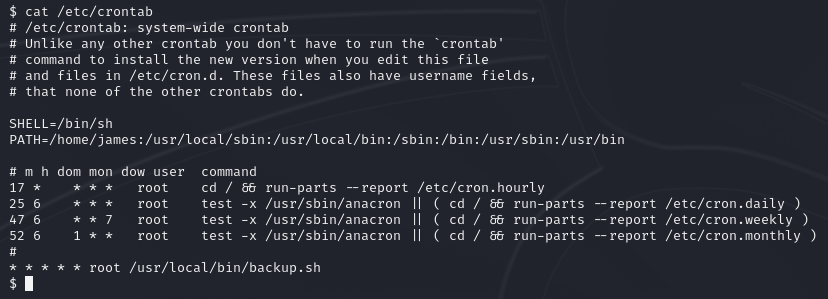 $ cat /etc/crontab
# /etc/crontab: system-wide crontab
# Unlike any other crontab you don't have to run the `crontab'
# command to install the new version when you edit this file
# and files in /etc/cron.d. These files also have username fields,
# that none of the other crontabs do.
SHELL=/bin/sh
PATH=/home/james:/usr/local/sbin:/usr/local/bin:/sbin:/bin:/usr/sbin:/usr/bin
# m h dom mon dow user  command
17 *    * * *   root    cd / && run-parts --report /etc/cron.hourly
25 6    * * *   root    test -x /usr/sbin/anacron || ( cd / && run-parts --report /etc/cron.daily )
47 6    * * 7   root    test -x /usr/sbin/anacron || ( cd / && run-parts --report /etc/cron.weekly )
52 6    1 * *   root    test -x /usr/sbin/anacron || ( cd / && run-parts --report /etc/cron.monthly )
#
* * * * * root /usr/local/bin/backup.sh
$